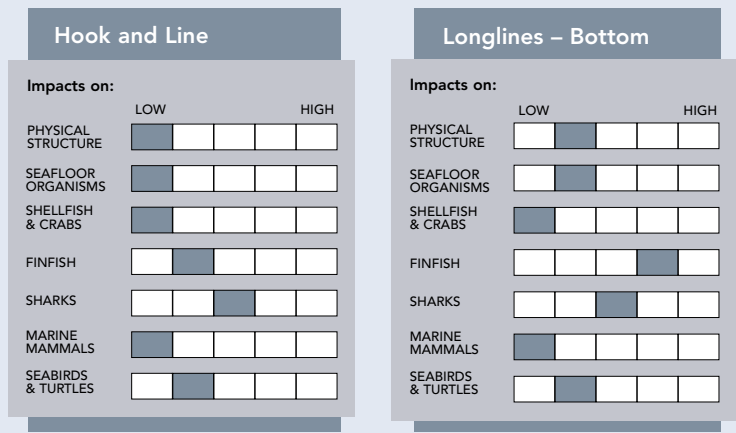 Hook and Line
Impacts on:
LOW HIGH
PHYSICAL
STRUCTURE
SEAFLOOR
ORGANISMS
SHELLFISH
& CRABS
FINFISH
SHARKS
MARINE
MAMMALS
SEABIRDS
& TURTLES
Longlines – Bottom
Impacts on:
LOW HIGH
PHYSICAL
STRUCTURE
SEAFLOOR
ORGANISMS
SHELLFISH
& CRABS
FINFISH
SHARKS
MARINE
MAMMALS
SEABIRDS
& TURTLES